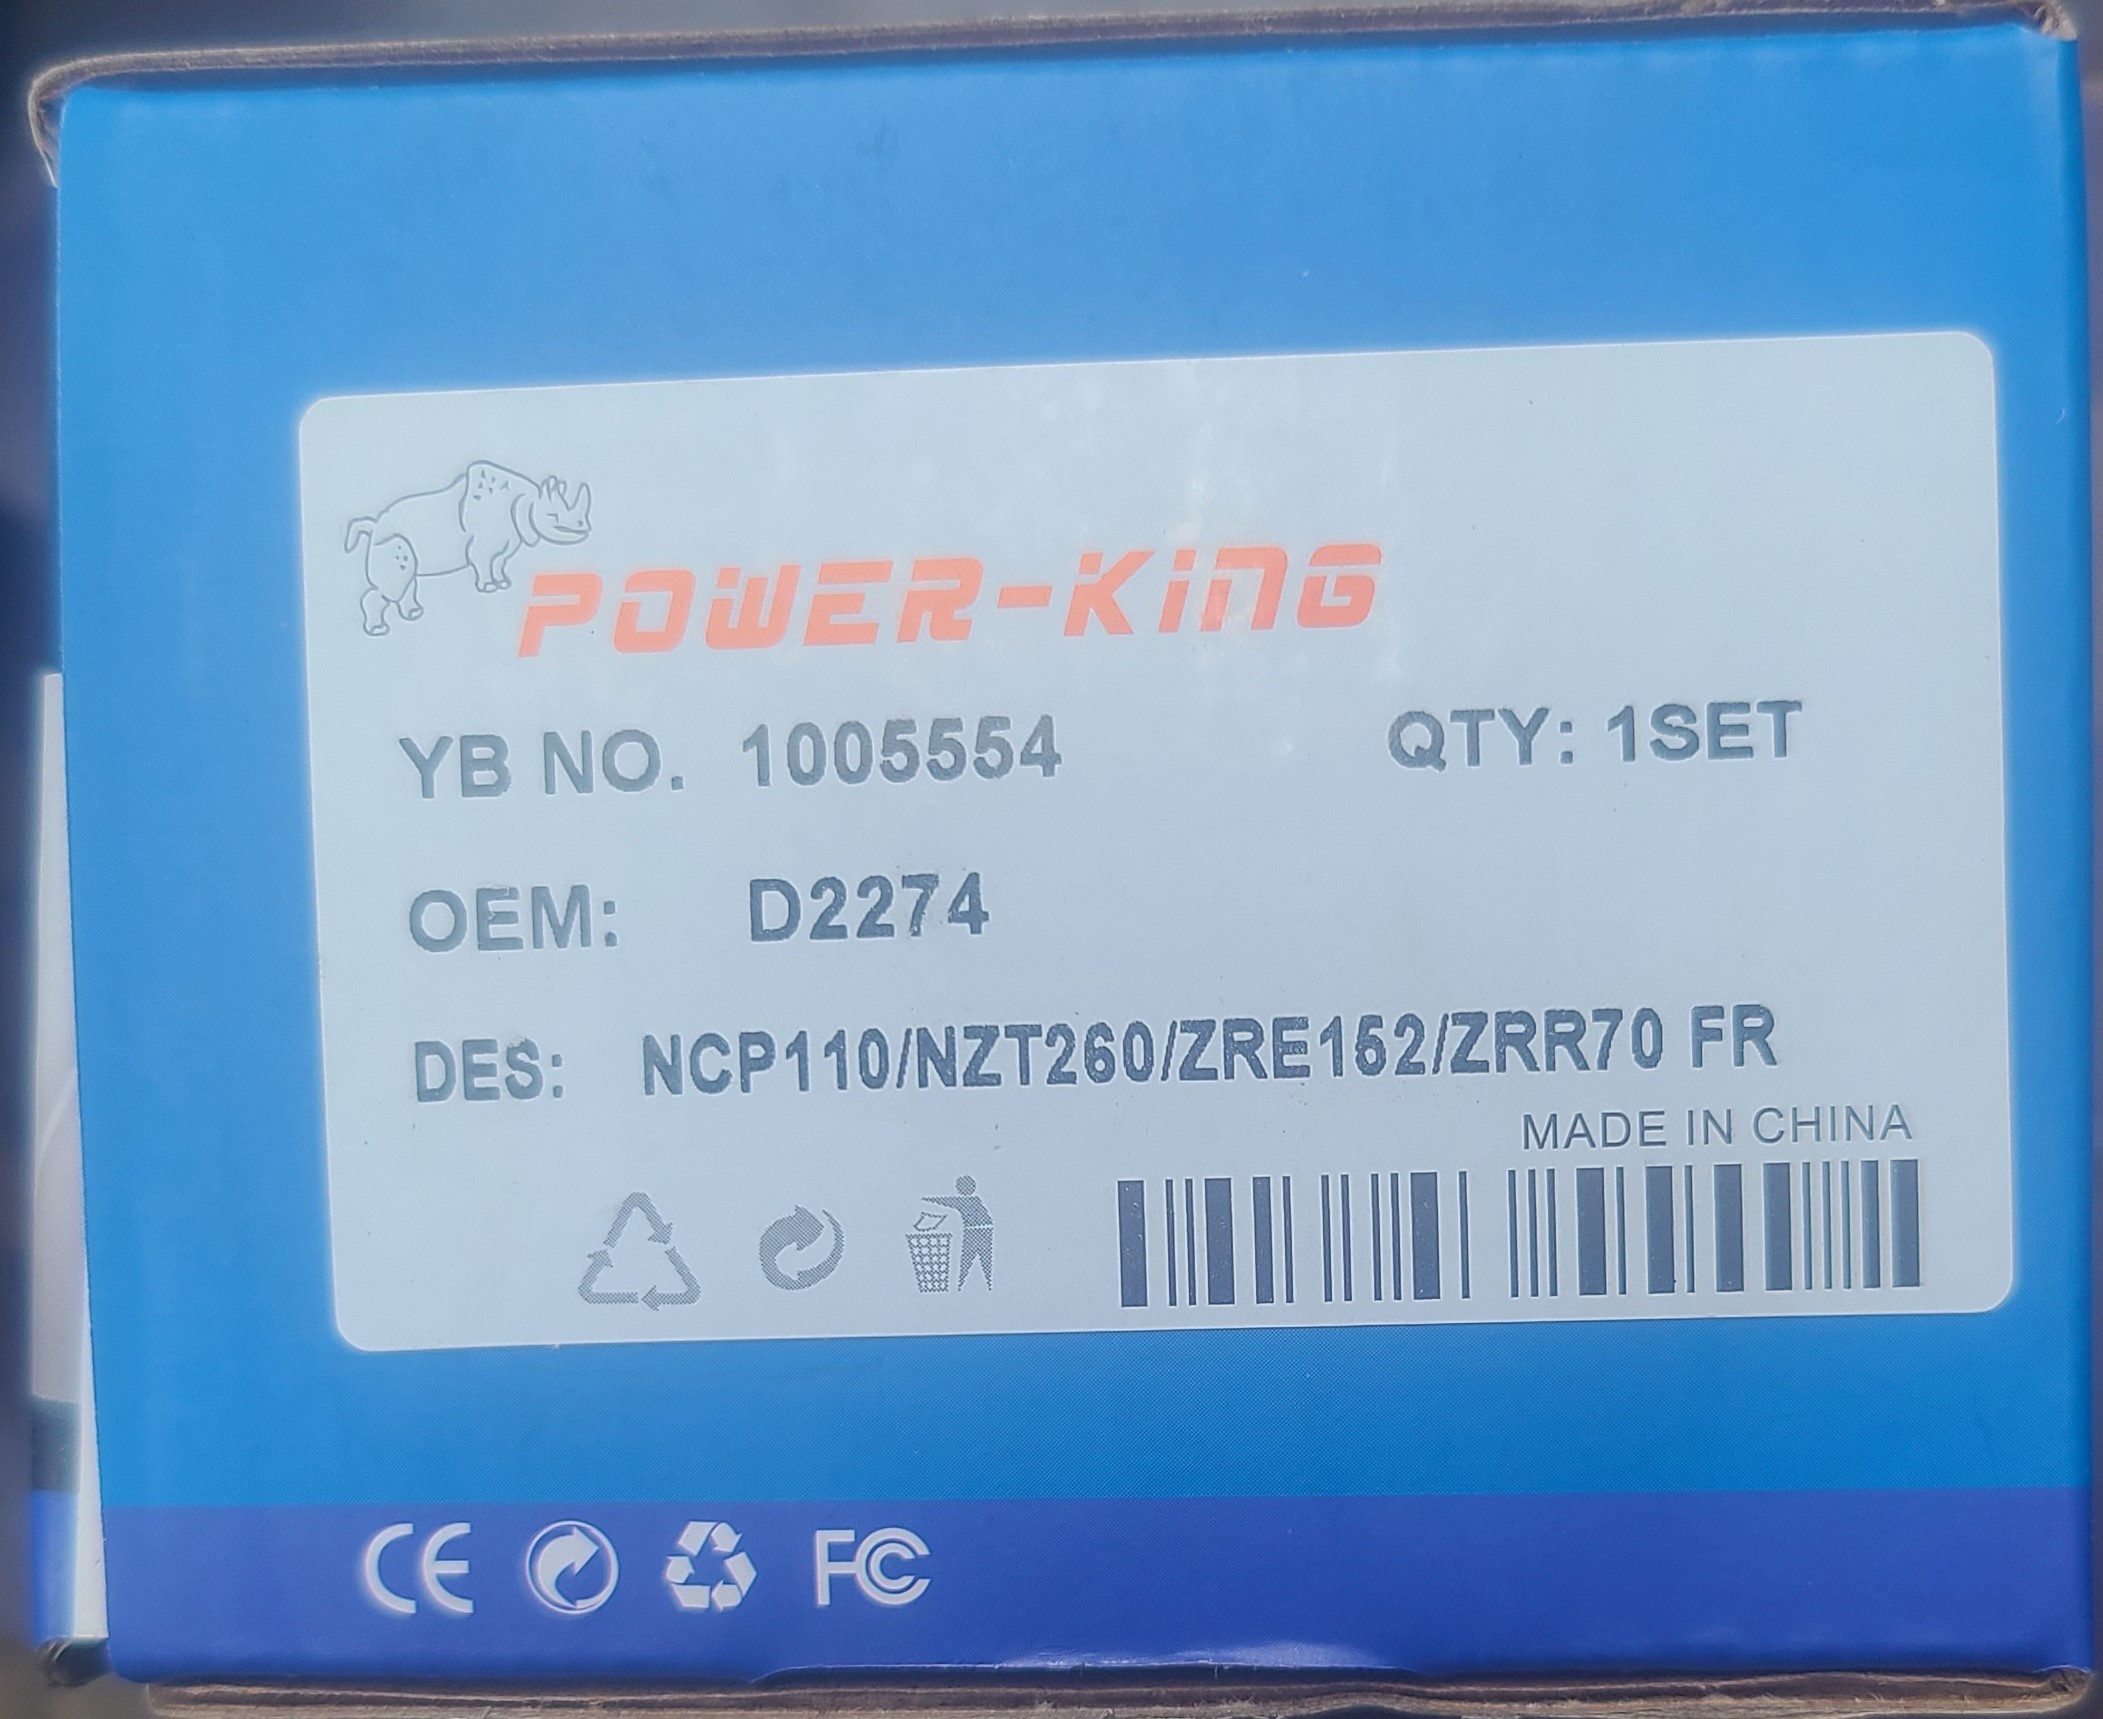 POWER-KING
YB NO. 1005554 QTY: 1SET
OEM: D2274
DES: NCP110/NZT260/ZRE152/ZRR70 FR
MADE IN CHINA
CE FC